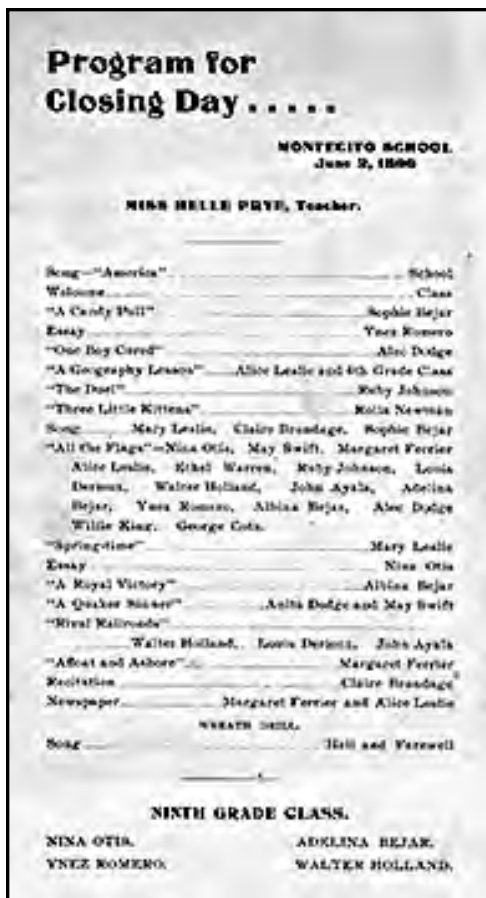 Program for
Closing Day . . . . .
MONTECITO SCHOOL
June 2, 1896
MISS BELLE PRYE, Teacher.
Song—"America" School
Welcome Class
"A Candy Pull" Sophie Bejar
Essay Ynez Romero
"One Boy Cured" Alec Dodge
"A Geography Lesson" Alice Leslie and 6th Grade Class
"The Duel" Ruby Johnson
"Three Little Kittens" Rolla Newman
Song Mary Leslie, Claire Brundage, Sophie Bejar
"All the Flags"—Nina Otis, May Swift, Margaret Ferrier
Alice Leslie, Ethel Warren, Ruby Johnson, Louis
Walter Holland, John Ayala, Adelina
Bejar, Ynez Romero, Albina Bejar, Alec Dodge
Willie King, George Cota.
"Spring-time" Mary Leslie
Essay Nina Otis
"A Royal Victory" Albina Bejar
"A Quaker Sinner" Anita Dodge and May Swift
"Rival Railroads"
Walter Holland, Louis John Ayala
"Afloat and Ashore" Margaret Ferrier
Recitation Claire Brundage
Newspaper Margaret Ferrier and Alice Leslie
WREATH DRILL.
Song Hail and Farewell
NINTH GRADE CLASS.
NINA OTIS. ADELINA BEJAR.
YNEZ ROMERO. WALTER HOLLAND.